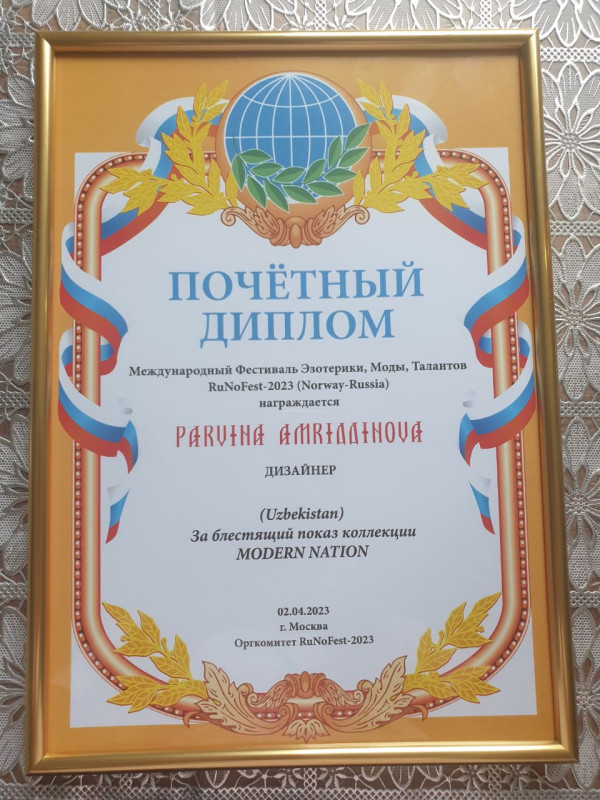 ПОЧЁТНЫЙ
ДИПЛОМ
Международный Фестиваль Эзотерики, Моды, Талантов
RuNoFest-2023 (Norway-Russia)
награждается
PARVINA AMRIDDINOVA
ДИЗАЙНЕР
(Uzbekistan)
За блестящий показ коллекции
MODERN NATION
02.04.2023
г. Москва
Оргкомитет RuNoFest-2023